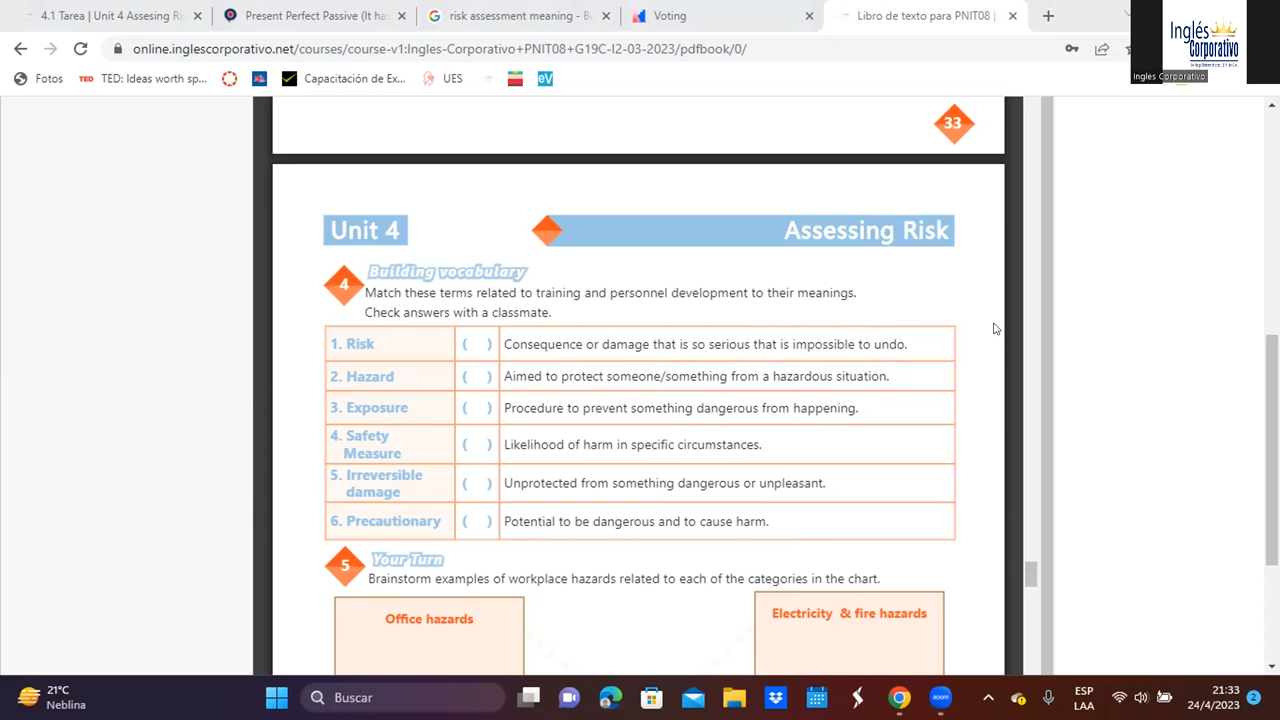 4.1 Tarea | Unit 4 Assesing Ri
Present Perfect Passive (It ha
risk assessment meaning - B
Voting
Libro de texto para PNIT08 |
online.inglescorporativo.net/courses/course-v1:Ingles-Corporativo+PNIT08+G19C-I2-03-2023/pdfbook/0/
Inglés
Corporativo
Ingles Corporativo
Fotos
TED: Ideas worth sp...
Capacitación de Ex...
UES
33
Unit 4
Assessing Risk
4
Building vocabulary
Match these terms related to training and personnel development to their meanings.
Check answers with a classmate.
1. Risk ( ) Consequence or damage that is so serious that is impossible to undo.
2. Hazard ( ) Aimed to protect someone/something from a hazardous situation.
3. Exposure ( ) Procedure to prevent something dangerous from happening.
4. Safety
Measure ( ) Likelihood of harm in specific circumstances.
5. Irreversible
damage ( ) Unprotected from something dangerous or unpleasant.
6. Precautionary ( ) Potential to be dangerous and to cause harm.
5
Your Turn
Brainstorm examples of workplace hazards related to each of the categories in the chart.
Office hazards
Electricity & fire hazards
21°C
Neblina
Buscar
ESP
LAA
21:33
24/4/2023
2